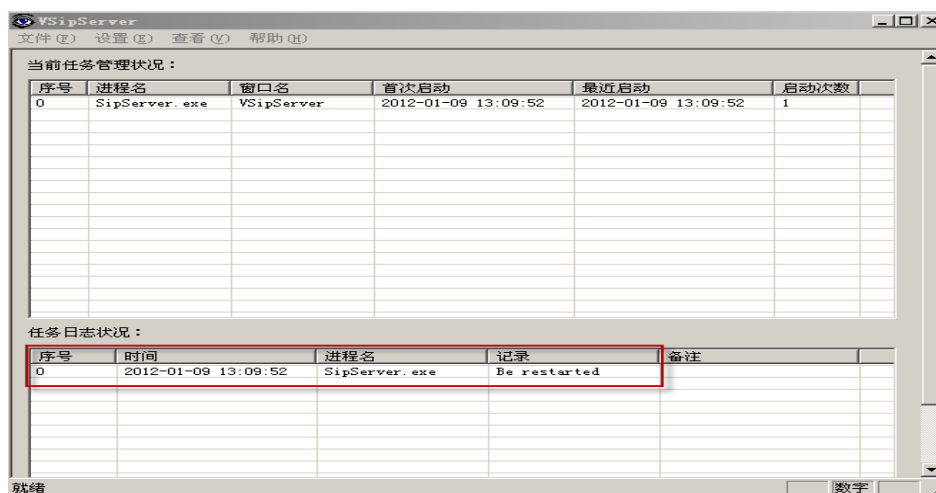 VSipServer
文件(F) 设置(E) 查看(V) 帮助(H)
当前任务管理状况：
序号 进程名 窗口名 首次启动 最近启动 启动次数
0 SipServer.exe VSipServer 2012-01-09 13:09:52 2012-01-09 13:09:52 1
任务日志状况：
序号 时间 进程名 记录 备注
0 2012-01-09 13:09:52 SipServer.exe Be restarted
就绪 数字